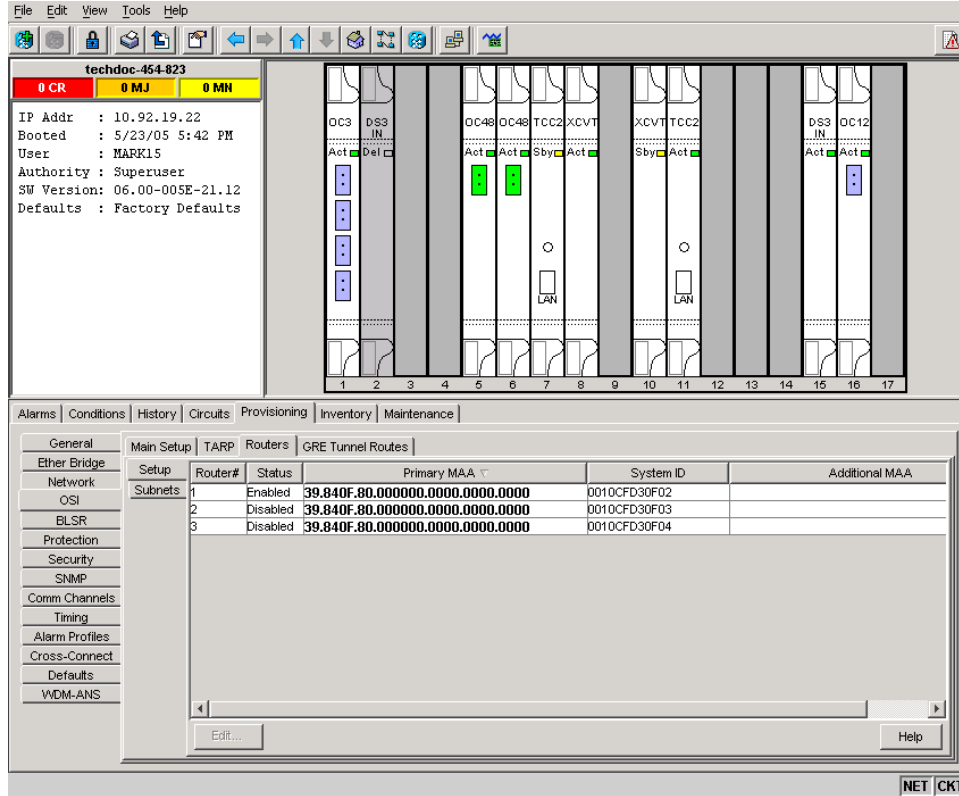 File Edit View Tools Help
techdoc-454-823
0 CR 0 MJ 0 MN
IP Addr : 10.92.19.22
Booted : 5/23/05 5:42 PM
User : MARK15
Authority : Superuser
SW Version: 06.00-005E-21.12
Defaults : Factory Defaults
OC3 DS3 IN OC48 OC48 TCC2 XCVT XCVT TCC2 DS3 IN OC12
Act Del Act Act Sby Act Sby Act Act Act
LAN LAN
1 2 3 4 5 6 7 8 9 10 11 12 13 14 15 16 17
Alarms Conditions History Circuits Provisioning Inventory Maintenance
General
Ether Bridge
Network
OSI
BLSR
Protection
Security
SNMP
Comm Channels
Timing
Alarm Profiles
Cross-Connect
Defaults
WDM-ANS
Main Setup TARP Routers GRE Tunnel Routes
Setup
Subnets
Router# Status Primary MAA System ID Additional MAA
1 Enabled 39.840F.80.000000.0000.0000.0000 0010CFD30F02
2 Disabled 39.840F.80.000000.0000.0000.0000 0010CFD30F03
3 Disabled 39.840F.80.000000.0000.0000.0000 0010CFD30F04
Edit... Help
NET CKT